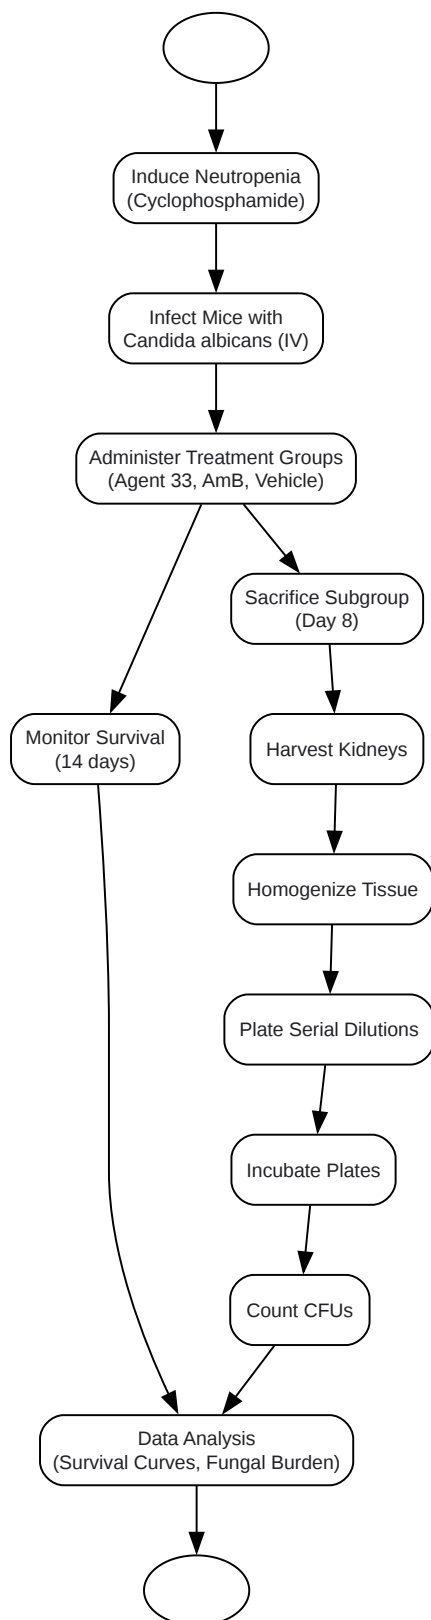 Induce Neutropenia
(Cyclophosphamide)
Infect Mice with
Candida albicans (IV)
Administer Treatment Groups
(Agent 33, AmB, Vehicle)
Sacrifice Subgroup
(Day 8)
Monitor Survival
(14 days)
Harvest Kidneys
Homogenize Tissue
Plate Serial Dilutions
Incubate Plates
Count CFUs
Data Analysis
(Survival Curves, Fungal Burden)